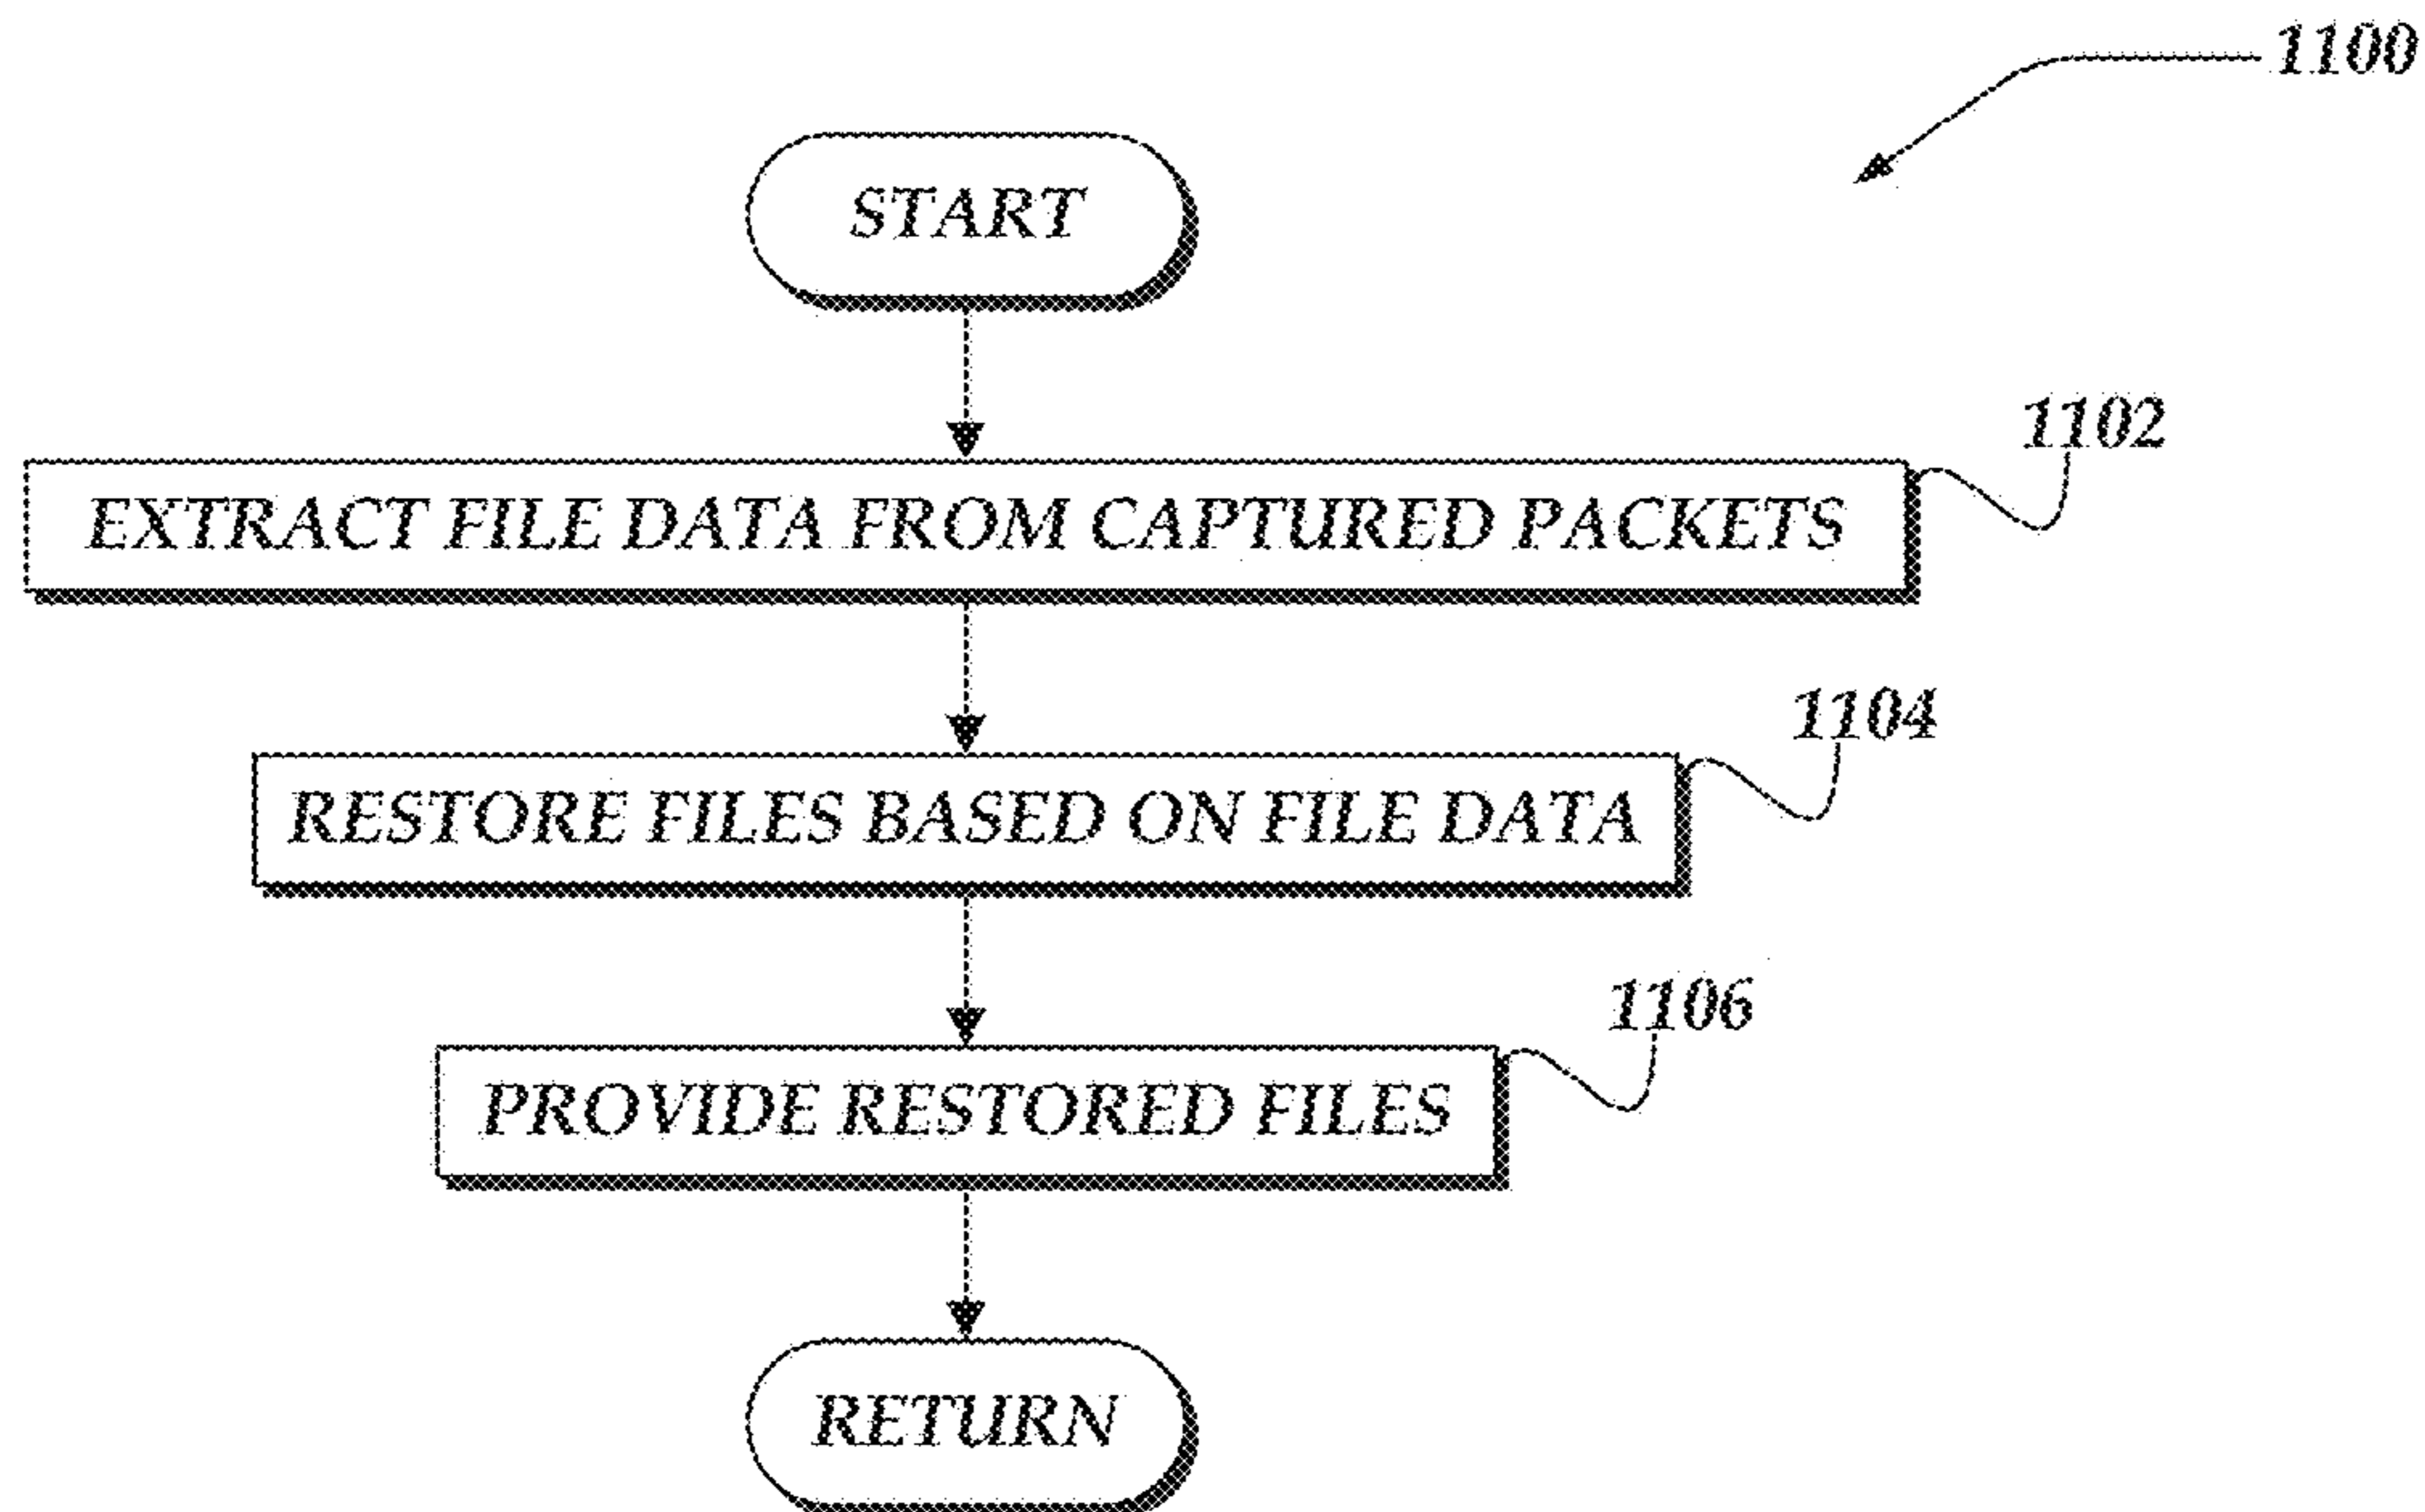 1100
START
1102
EXTRACT FILE DATA FROM CAPTURED PACKETS
1104
RESTORE FILES BASED ON FILE DATA
1106
PROVIDE RESTORED FILES
RETURN